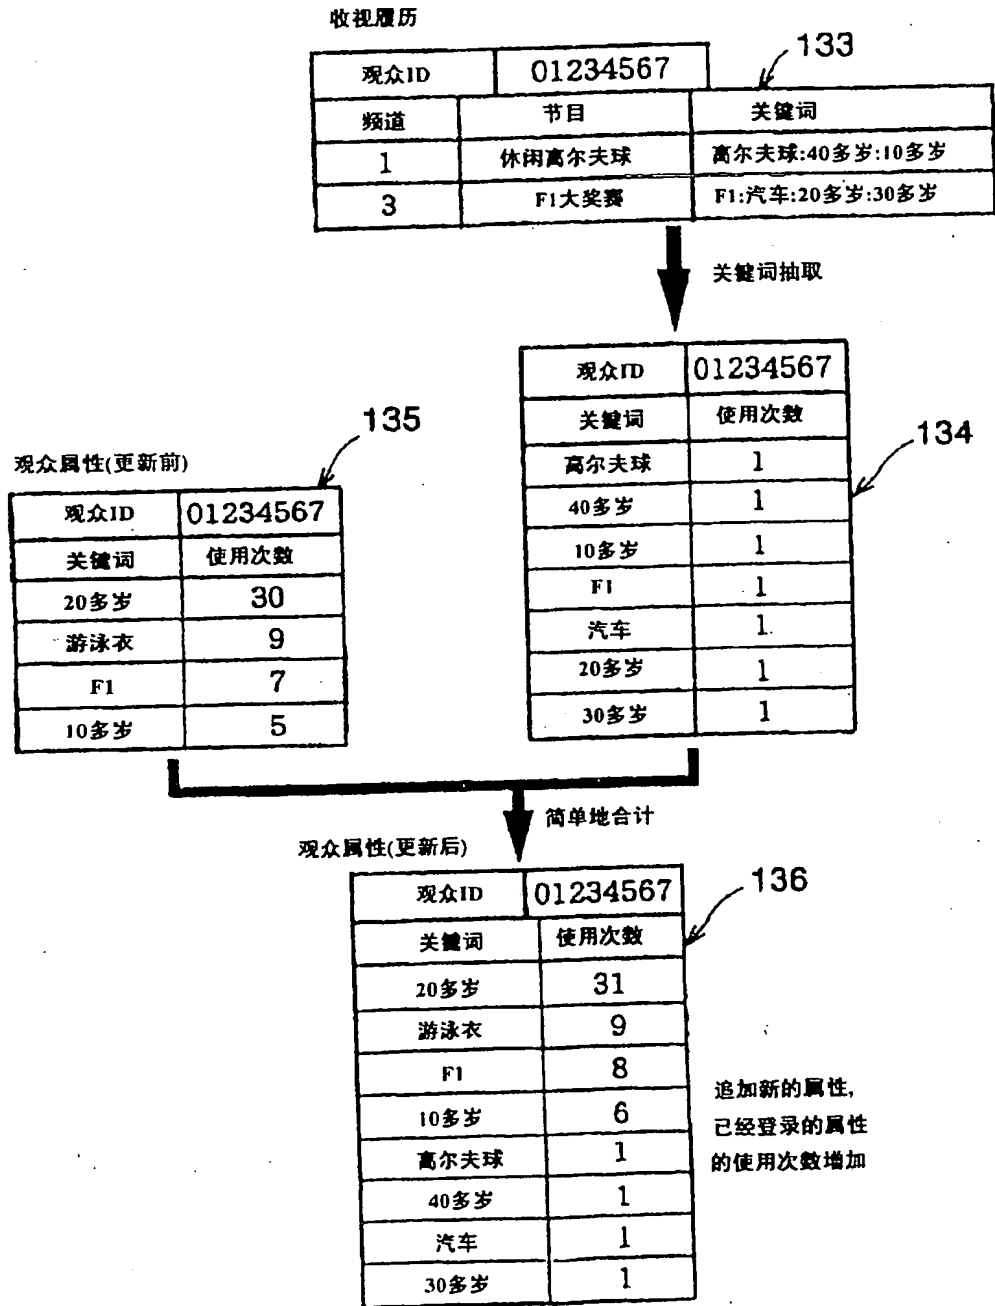 收视履历
133
观众ID 01234567
频道 节目 关键词
1 休闲高尔夫球 高尔夫球:40多岁:10多岁
3 F1大奖赛 F1:汽车:20多岁:30多岁
关键词抽取
134
观众ID 01234567
关键词 使用次数
高尔夫球 1
40多岁 1
10多岁 1
F1 1
汽车 1
20多岁 1
30多岁 1
135
观众属性(更新前)
观众ID 01234567
关键词 使用次数
20多岁 30
游泳衣 9
F1 7
10多岁 5
简单地合计
观众属性(更新后)
136
观众ID 01234567
关键词 使用次数
20多岁 31
游泳衣 9
F1 8
10多岁 6
高尔夫球 1
40多岁 1
汽车 1
30多岁 1
追加新的属性,
已经登录的属性
的使用次数增加